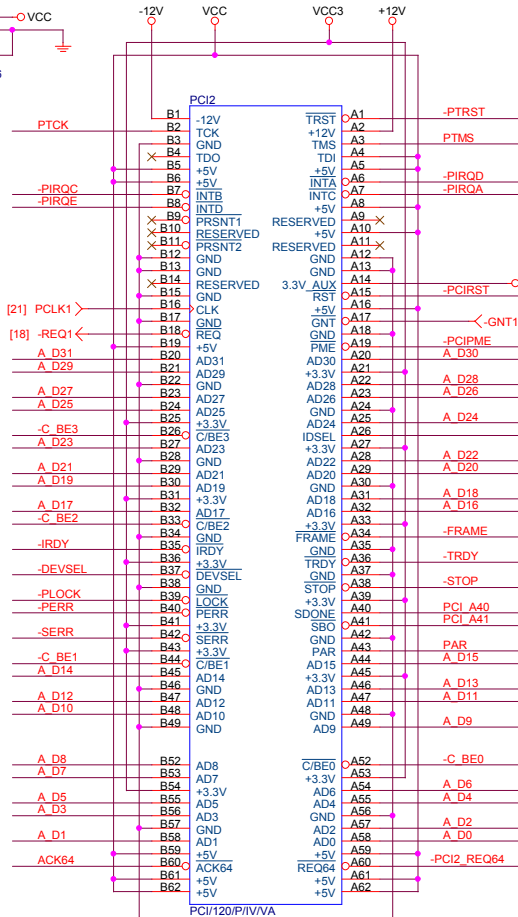 VCC
-12V VCC VCC3 +12V
PCI2
B1 -12V TRST A1 -PTRST
PTCK B2 TCK +12V A2
B3 GND TMS A3 PTMS
B4 TDO TDI A4
B5 +5V +5V A5
B6 +5V INTA A6 -PIRQD
-PIRQC B7 INTB INTC A7 -PIRQA
-PIRQE B8 INTD +5V A8
B9 PRSNT1 RESERVED A9
B10 RESERVED +5V A10
B11 PRSNT2 RESERVED A11
B12 GND GND A12
B13 GND GND A13
B14 RESERVED 3.3V_AUX A14
B15 GND RST A15 -PCIRST
[21] PCLK1 B16 CLK +5V A16
B17 GND GNT A17 -GNT1
[18] -REQ1 B18 REQ GND A18
B19 +5V PME A19 -PCIPME
A_D31 B20 AD31 AD30 A20 A_D30
A_D29 B21 AD29 +3.3V A21
B22 GND AD28 A22 A_D28
A_D27 B23 AD27 AD26 A23 A_D26
A_D25 B24 AD25 GND A24
B25 +3.3V AD24 A25 A_D24
-C_BE3 B26 C/BE3 IDSEL A26
A_D23 B27 AD23 +3.3V A27
B28 GND AD22 A28 A_D22
A_D21 B29 AD21 AD20 A29 A_D20
A_D19 B30 AD19 GND A30
B31 +3.3V AD18 A31 A_D18
A_D17 B32 AD17 AD16 A32 A_D16
-C_BE2 B33 C/BE2 +3.3V A33
B34 GND FRAME A34 -FRAME
-IRDY B35 IRDY GND A35
B36 +3.3V TRDY A36 -TRDY
-DEVSEL B37 DEVSEL GND A37
B38 GND STOP A38 -STOP
-PLOCK B39 LOCK +3.3V A39
-PERR B40 PERR SDONE A40 PCI_A40
B41 +3.3V SBO A41 PCI_A41
-SERR B42 SERR GND A42
B43 +3.3V PAR A43 PAR
-C_BE1 B44 C/BE1 AD15 A44 A_D15
A_D14 B45 AD14 +3.3V A45
B46 GND AD13 A46 A_D13
A_D12 B47 AD12 AD11 A47 A_D11
A_D10 B48 AD10 GND A48
B49 GND AD9 A49 A_D9
A_D8 B52 AD8 C/BE0 A52 -C_BE0
A_D7 B53 AD7 +3.3V A53
B54 +3.3V AD6 A54 A_D6
A_D5 B55 AD5 AD4 A55 A_D4
A_D3 B56 AD3 GND A56
B57 GND AD2 A57 A_D2
A_D1 B58 AD1 AD0 A58 A_D0
B59 +5V +5V A59
ACK64 B60 ACK64 REQ64 A60 -PCI2_REQ64
B61 +5V +5V A61
B62 +5V +5V A62
PCI/120/P/IV/VA